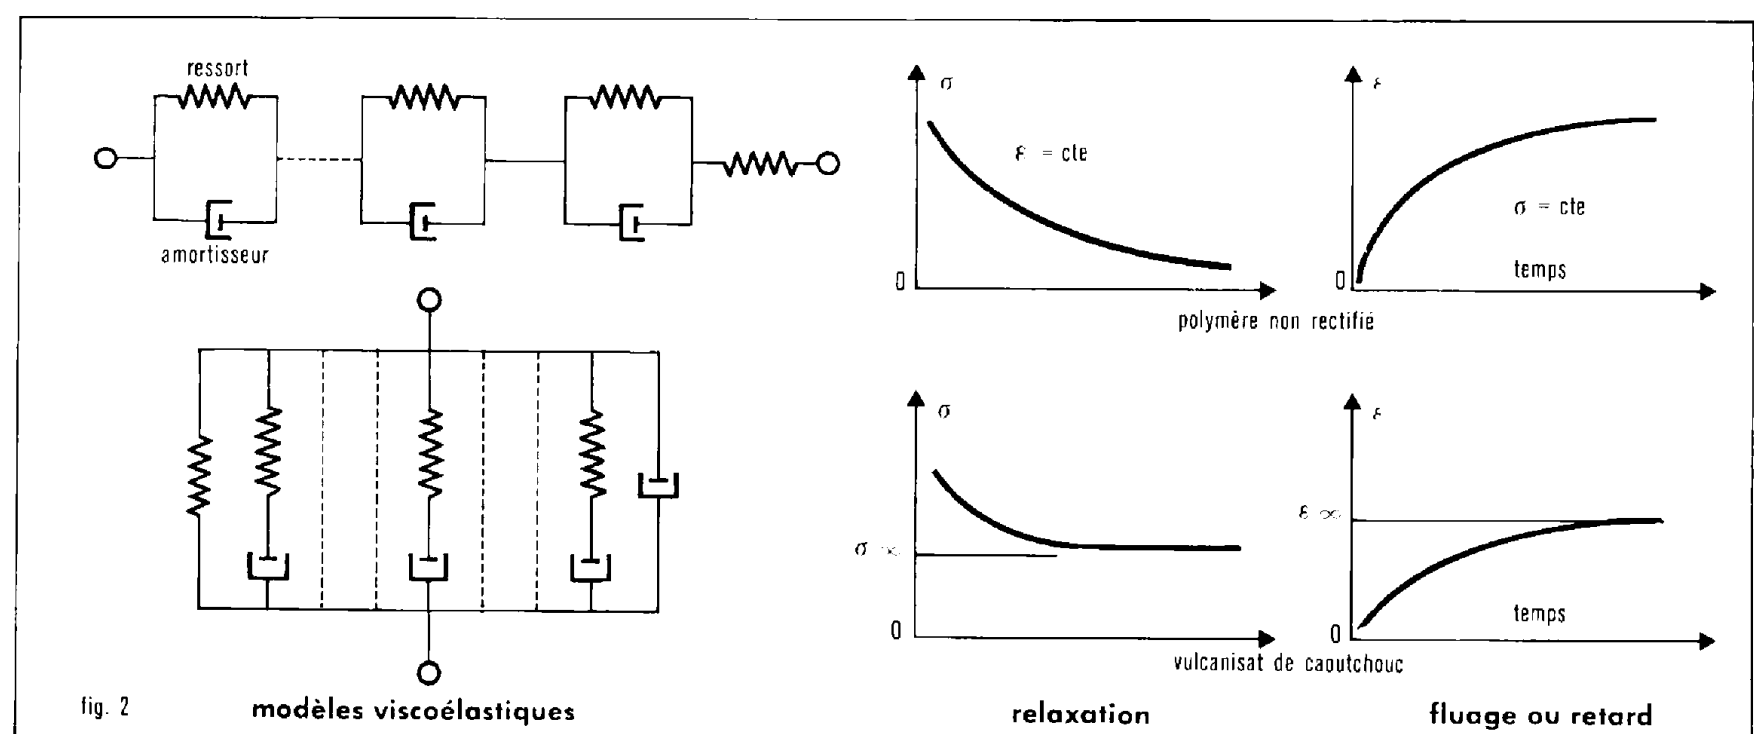 ressort
amortisseur
σ
ε = cte
0
ε
σ = cte
temps
0
polymère non rectifié
σ
σ ∞
0
ε
ε ∞
temps
0
vulcanisat de caoutchouc
fig. 2
modèles viscoélastiques
relaxation
fluage ou retard